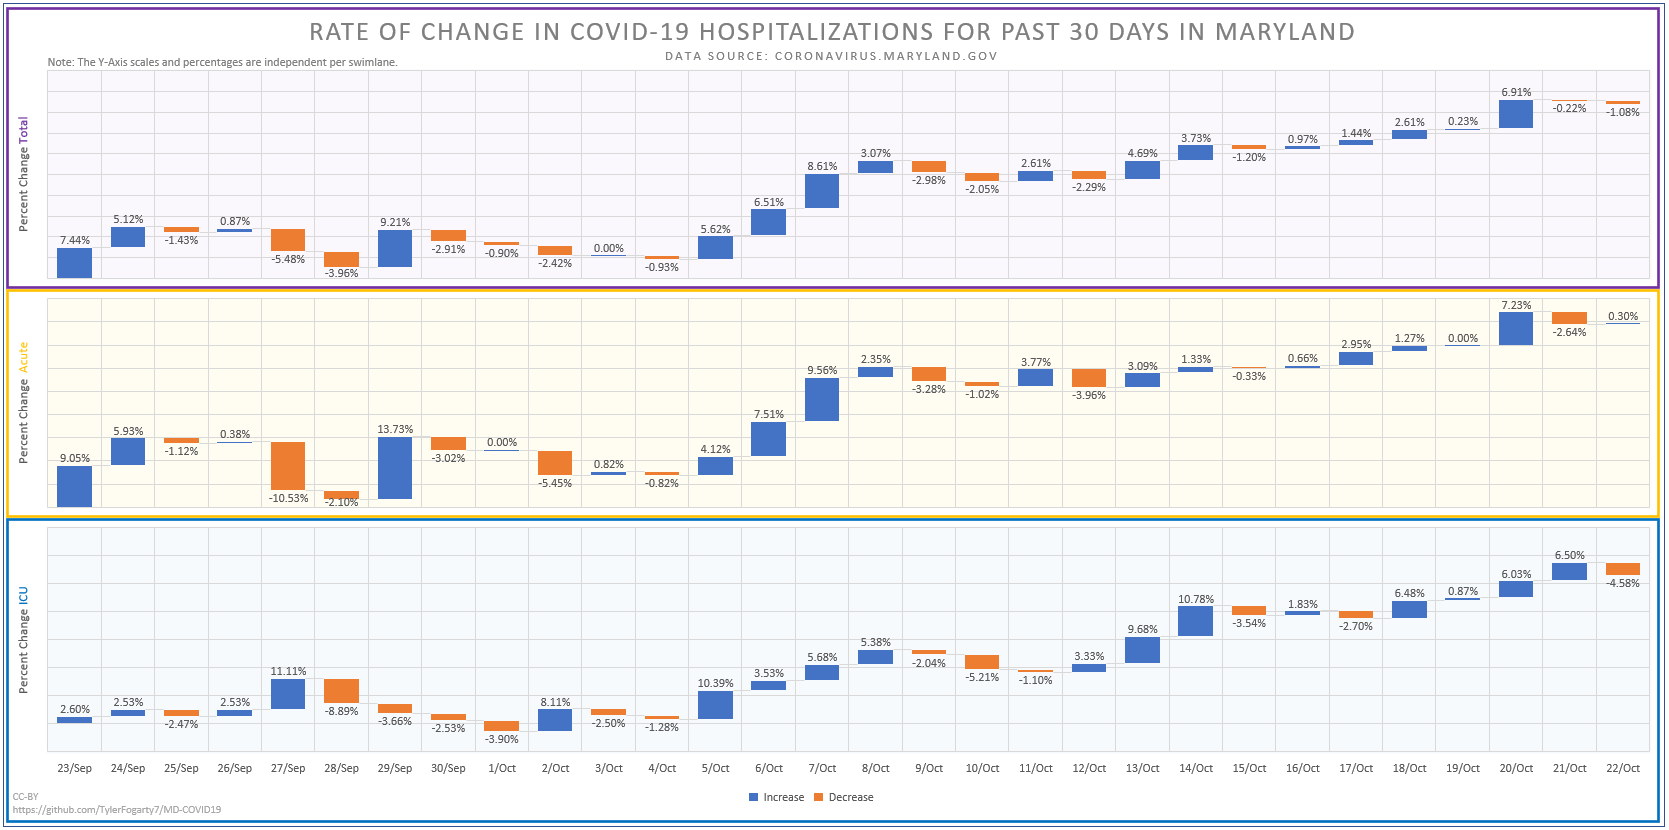 RATE OF CHANGE IN COVID-19 HOSPITALIZATIONS FOR PAST 30 DAYS IN MARYLAND
DATA SOURCE: CORONAVIRUS.MARYLAND.GOV
Note: The Y-Axis scales and percentages are independent per swimlane.
Percent Change Total
7.44% 5.12% -1.43% 0.87% -5.48% -3.96% 9.21% -2.91% -0.90% -2.42% 0.00% -0.93% 5.62% 6.51% 8.61% 3.07% -2.98% -2.05% 2.61% -2.29% 4.69% 3.73% -1.20% 0.97% 1.44% 2.61% 0.23% 6.91% -0.22% -1.08%
Percent Change Acute
9.05% 5.93% -1.12% 0.38% -10.53% -2.10% 13.73% -3.02% 0.00% -5.45% 0.82% -0.82% 4.12% 7.51% 9.56% 2.35% -3.28% -1.02% 3.77% -3.96% 3.09% 1.33% -0.33% 0.66% 2.95% 1.27% 0.00% 7.23% -2.64% 0.30%
Percent Change ICU
2.60% 2.53% -2.47% 2.53% 11.11% -8.89% -3.66% -2.53% -3.90% 8.11% -2.50% -1.28% 10.39% 3.53% 5.68% 5.38% -2.04% -5.21% -1.10% 3.33% 9.68% 10.78% -3.54% 1.83% -2.70% 6.48% 0.87% 6.03% 6.50% -4.58%
23/Sep 24/Sep 25/Sep 26/Sep 27/Sep 28/Sep 29/Sep 30/Sep 1/Oct 2/Oct 3/Oct 4/Oct 5/Oct 6/Oct 7/Oct 8/Oct 9/Oct 10/Oct 11/Oct 12/Oct 13/Oct 14/Oct 15/Oct 16/Oct 17/Oct 18/Oct 19/Oct 20/Oct 21/Oct 22/Oct
Increase Decrease
CC-BY
https://github.com/TylerFogarty7/MD-COVID19